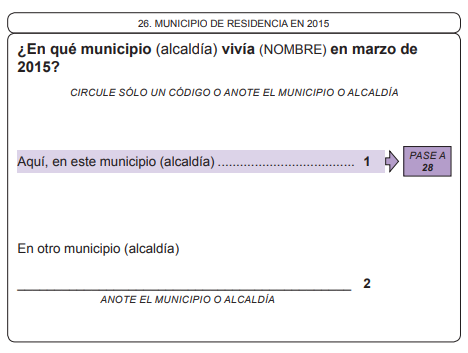 26. MUNICIPIO DE RESIDENCIA EN 2015
¿En qué municipio (alcaldía) vivía (NOMBRE) en marzo de
2015?
CIRCULE SÓLO UN CÓDIGO O ANOTE EL MUNICIPIO O ALCALDÍA
Aquí, en este municipio (alcaldía) .................................... 1
PASE A
28
En otro municipio (alcaldía)
______________________________________________ 2
ANOTE EL MUNICIPIO O ALCALDÍA